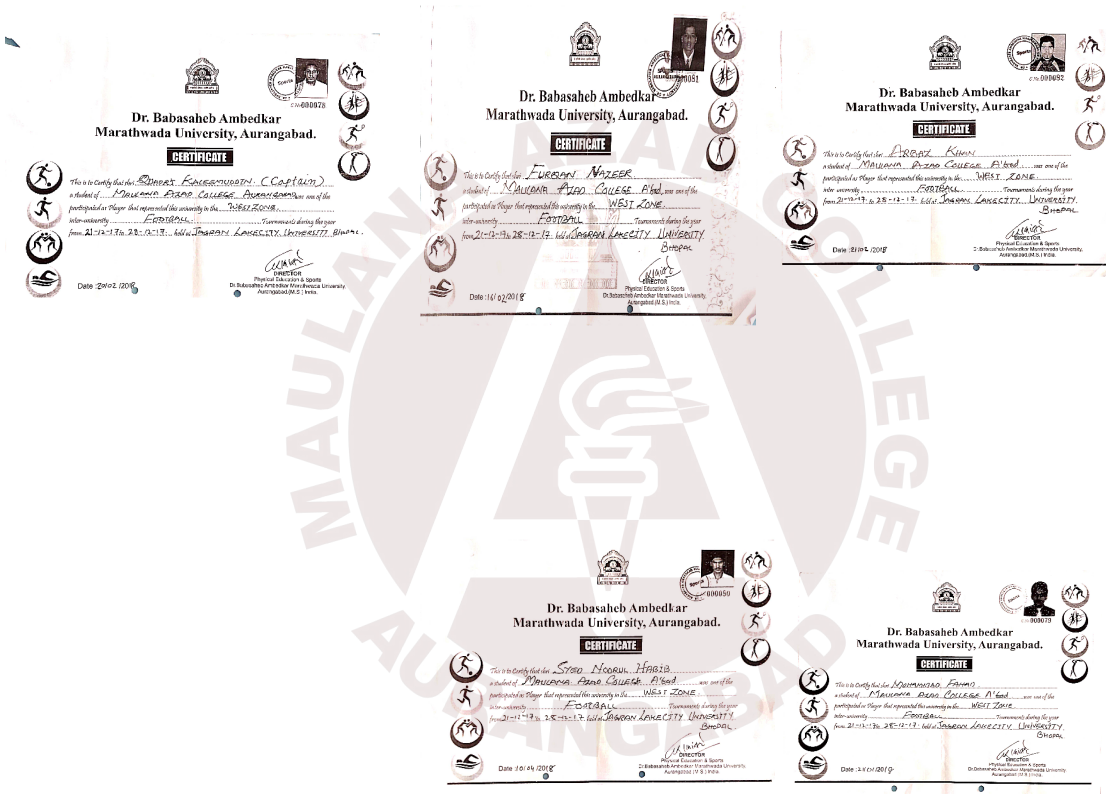 Sports
S.No 000078
Dr. Babasaheb Ambedkar
Marathwada University, Aurangabad.
CERTIFICATE
This is to Certify that shri QUADRI KALEEMUDDIN. (Captain)
a student of MAULANA AZAD COLLEGE AURANGABAD was one of the
participated as Player that represented this university in the WEST ZONE.
Inter-university FOOTBALL Tournaments during the year
from 21-12-17 to 28-12-17. held at JAGRAN LAKECITY UNIVERSITY BHOPAL.
DIRECTOR
Physical Education & Sports
Dr.Babasaheb Ambedkar Marathwada University,
Aurangabad.(M.S.) India.
Date : 20/02/2018
000051
Dr. Babasaheb Ambedkar
Marathwada University, Aurangabad.
CERTIFICATE
This is to Certify that shri FURQAN NAZEER
a student of MAULANA AZAD COLLEGE A'bad, was one of the
participated as Player that represented this university in the WEST ZONE.
Inter-university FOOTBALL Tournaments during the year
from 21-12-17 to 28-12-17. held at JAGRAN LAKECITY UNIVERSITY
BHOPAL
DIRECTOR
Physical Education & Sports
Dr.Babasaheb Ambedkar Marathwada University,
Aurangabad.(M.S.) India.
Date : 16/02/2018
Sports
S.No. 000052
Dr. Babasaheb Ambedkar
Marathwada University, Aurangabad.
CERTIFICATE
This is to Certify that shri ARBAZ KHAN
a student of MAULANA AZAD COLLEGE A'bad was one of the
participated as Player that represented this university in the WEST ZONE.
Inter university FOOTBALL Tournaments during the year
from 21-12-17. to 28-12-17. held at JAGRAN LAKECITY UNIVERSITY
BHOPAL
DIRECTOR
Physical Education & Sports
Dr.Babasaheb Ambedkar Marathwada University,
Aurangabad.(M.S.) India.
Date : 21/02/2018
MAULANA AZAD COLLEGE
AURANGABAD
Sports
000050
Dr. Babasaheb Ambedkar
Marathwada University, Aurangabad.
CERTIFICATE
This is to Certify that shri SYED NOORUL HABIB
a student of MAULANA AZAD COLLEGE A'bad was one of the
participated as Player that represented this university in the WEST ZONE
Inter-university FOOTBALL Tournaments during the year
from 21-12-17 to 28-12-17 held at JAGRAN LAKECITY UNIVERSITY
BHOPAL.
DIRECTOR
Physical Education & Sports
Dr.Babasaheb Ambedkar Marathwada University,
Aurangabad.(M.S.) India.
Date : 10/04/2018
Sports
S.No 000079
Dr. Babasaheb Ambedkar
Marathwada University, Aurangabad.
CERTIFICATE
This is to Certify that shri MOHAMMAD FAHAD
a student of MAULANA AZAD COLLEGE A'bad was one of the
participated as Player that represented this university in the WEST ZONE
Inter-university FOOTBALL Tournaments during the year
from 21-12-17 to 28-12-17. held at JAGRAN LAKECITY UNIVERSITY
BHOPAL
DIRECTOR
Physical Education & Sports
Dr.Babasaheb Ambedkar Marathwada University,
Aurangabad.(M.S.) India.